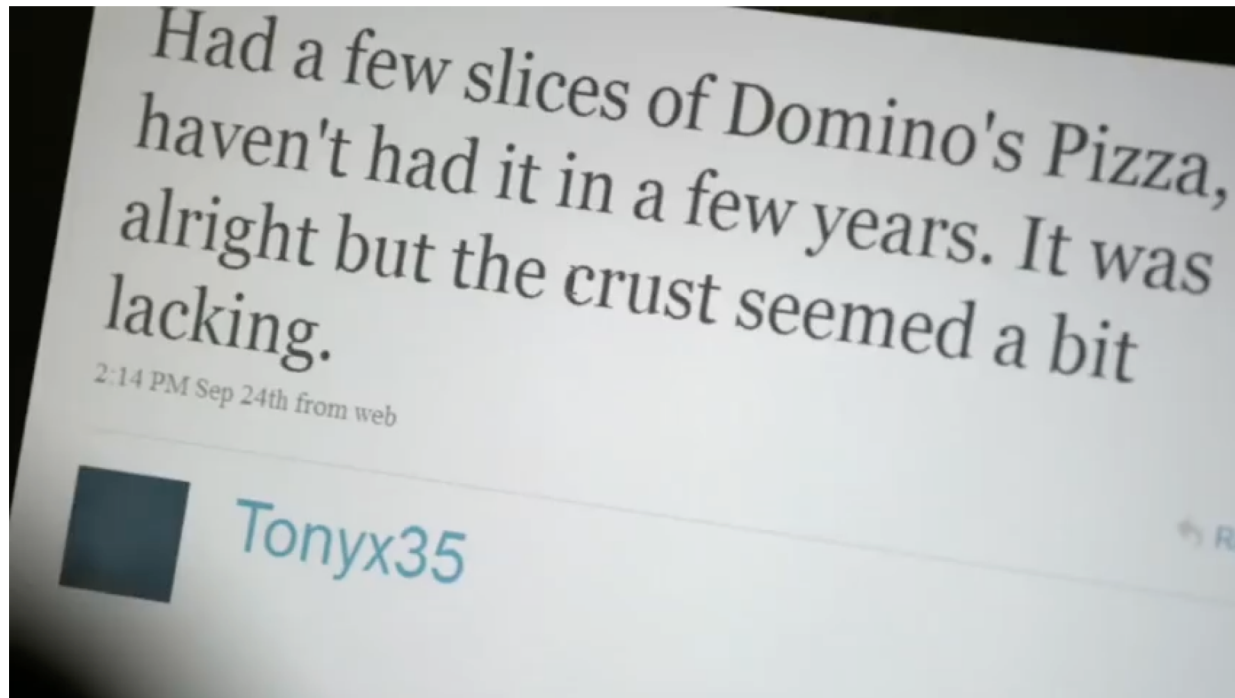 Had a few slices of Domino's Pizza,
haven't had it in a few years. It was
alright but the crust seemed a bit
lacking.
2:14 PM Sep 24th from web
Tonyx35